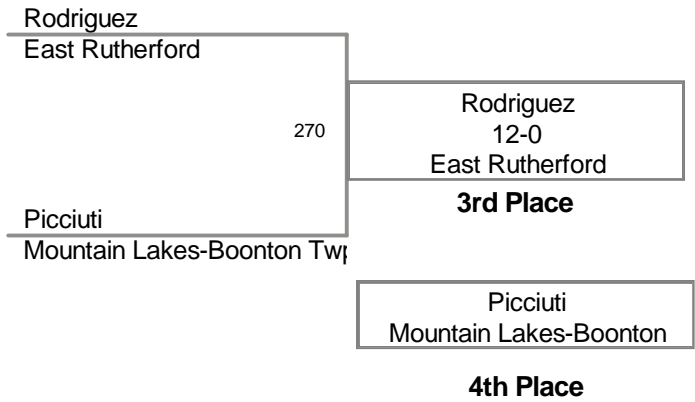 Rodriguez
East Rutherford
270
Rodriguez
12-0
East Rutherford
3rd Place
Picciuti
Mountain Lakes-Boonton
Picciuti
Mountain Lakes-Boonton
4th Place